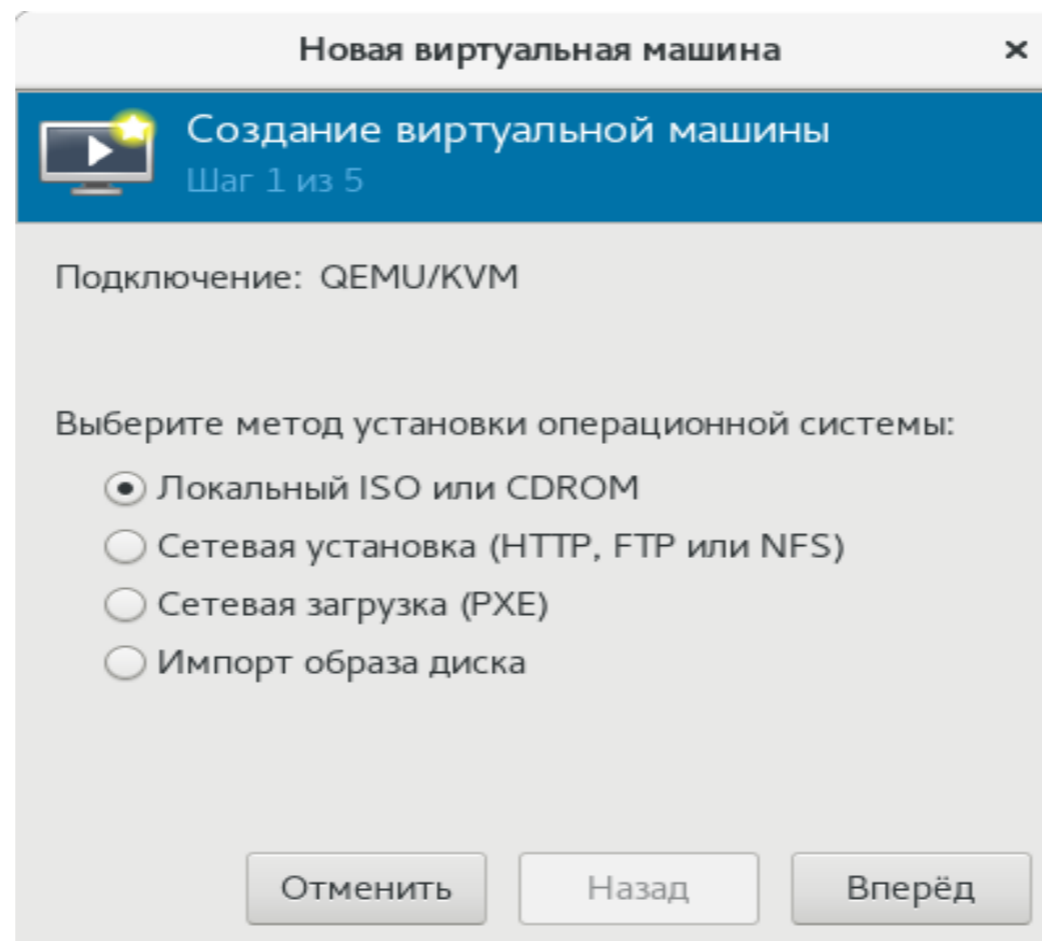 Новая виртуальная машина
Создание виртуальной машины
Шаг 1 из 5
Подключение: QEMU/KVM
Выберите метод установки операционной системы:
Локальный ISO или CDROM
Сетевая установка (HTTP, FTP или NFS)
Сетевая загрузка (PXE)
Импорт образа диска
Отменить Назад Вперёд